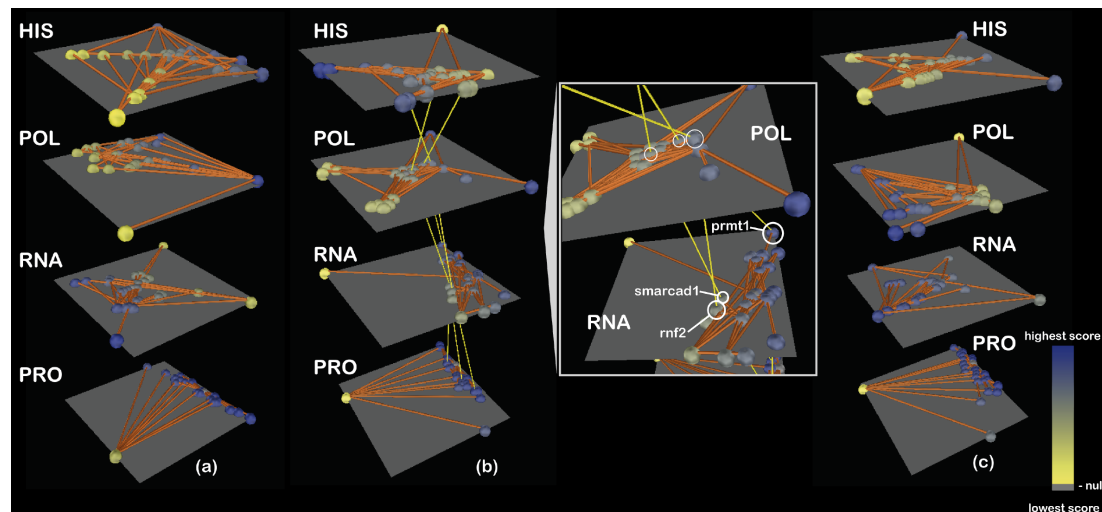 HIS
POL
RNA
PRO
(a)
HIS
POL
RNA
PRO
(b)
POL
prmt1
smarcad1
rnf2
RNA
HIS
POL
RNA
PRO
(c)
highest score
- nul
lowest score